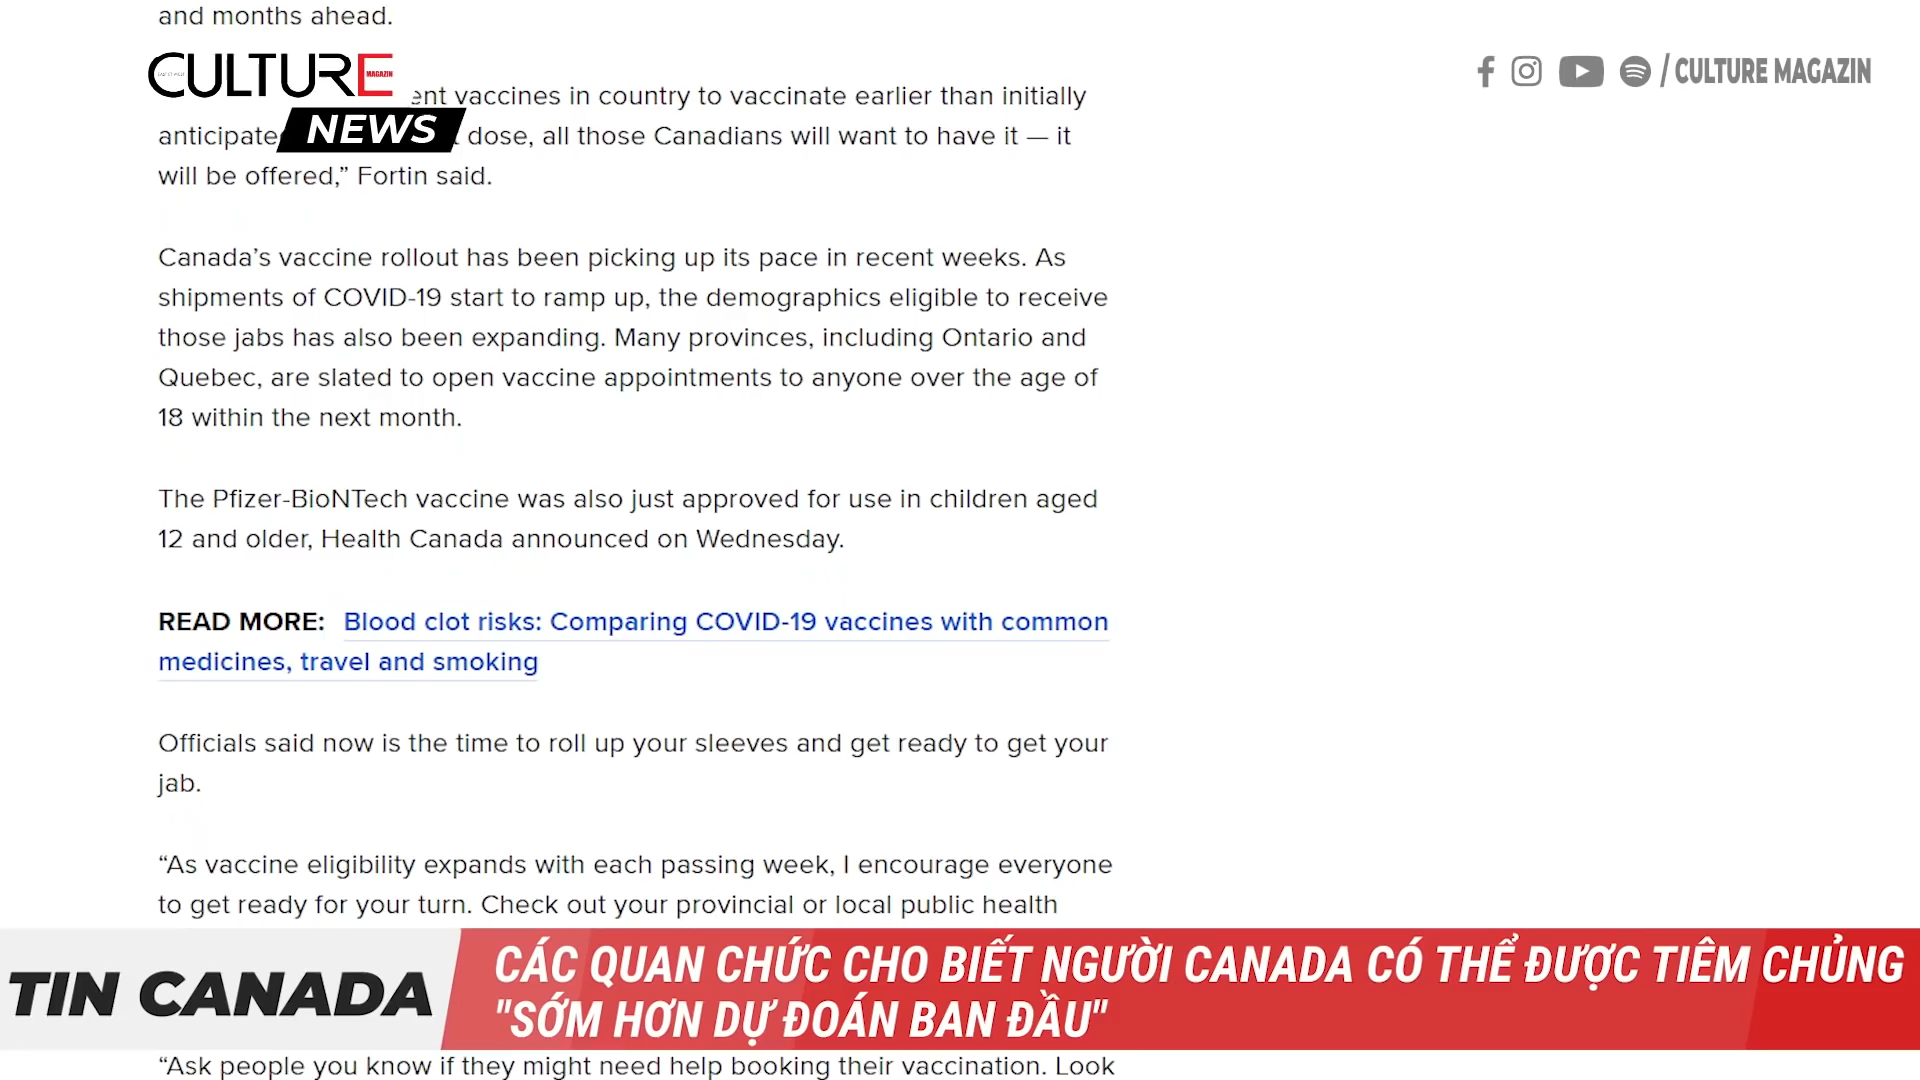 and months ahead.
CULTURE
MAGAZIN
NEWS
/ CULTURE MAGAZIN
vaccines in country to vaccinate earlier than initially
dose, all those Canadians will want to have it — it
will be offered,” Fortin said.
Canada’s vaccine rollout has been picking up its pace in recent weeks. As
shipments of COVID-19 start to ramp up, the demographics eligible to receive
those jabs has also been expanding. Many provinces, including Ontario and
Quebec, are slated to open vaccine appointments to anyone over the age of
18 within the next month.
The Pfizer-BioNTech vaccine was also just approved for use in children aged
12 and older, Health Canada announced on Wednesday.
READ MORE: Blood clot risks: Comparing COVID-19 vaccines with common
medicines, travel and smoking
Officials said now is the time to roll up your sleeves and get ready to get your
jab.
“As vaccine eligibility expands with each passing week, I encourage everyone
to get ready for your turn. Check out your provincial or local public health
TIN CANADA
CÁC QUAN CHỨC CHO BIẾT NGƯỜI CANADA CÓ THỂ ĐƯỢC TIÊM CHỦNG
"SỚM HƠN DỰ ĐOÁN BAN ĐẦU"
“Ask people you know if they might need help booking their vaccination. Look